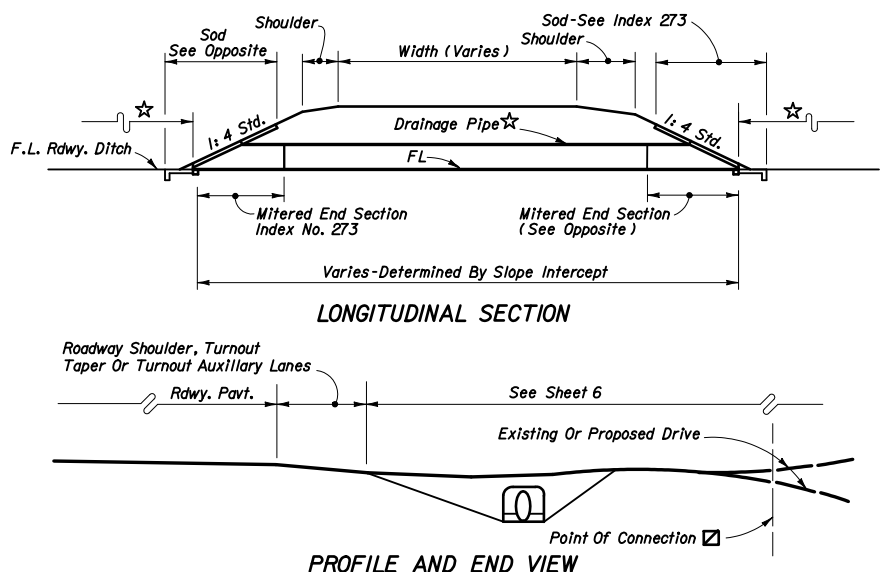 Shoulder
Sod-See Index 273
Sod
See Opposite
Width (Varies)
Shoulder
1: 4 Std.
Drainage Pipe
1: 4 Std.
F.L. Rdwy. Ditch
FL
Mitered End Section
Index No. 273
Mitered End Section
(See Opposite)
Varies-Determined By Slope Intercept
LONGITUDINAL SECTION
Roadway Shoulder, Turnout
Taper Or Turnout Auxillary Lanes
Rdwy. Pavt.
See Sheet 6
Existing Or Proposed Drive
Point Of Connection
PROFILE AND END VIEW